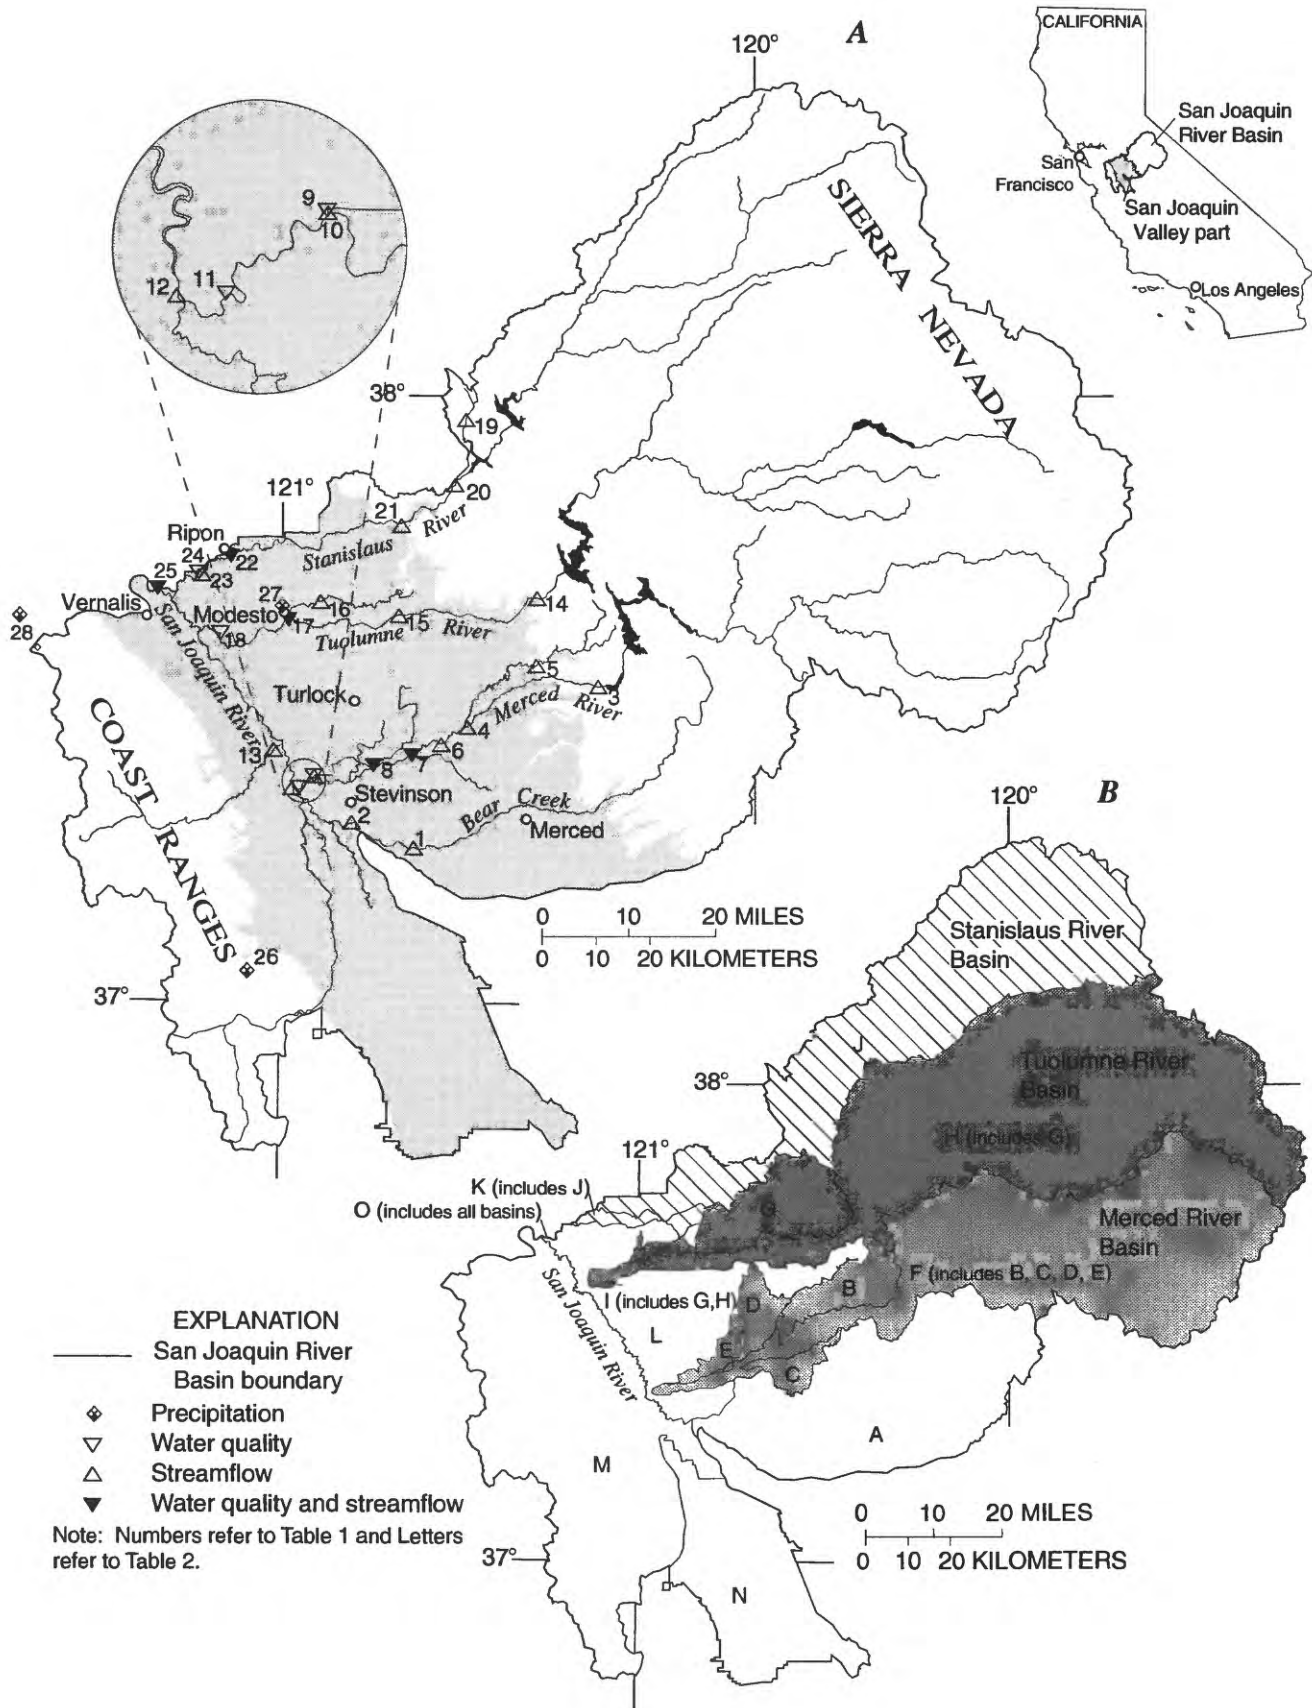 A
120°
CALIFORNIA
San Joaquin
River Basin
San
Francisco
San Joaquin
Valley part
Los Angeles
SIERRA NEVADA
9
10
11
12
38°
19
20
121°
21
Stanislaus River
Ripon
22
24
23
25
Vernalis
28
27
Modesto
16
17
18
15
14
Tuolumne River
San Joaquin River
5
3
Merced River
4
Turlock
13
6
7
8
Stevinson
2
1
Bear Creek
Merced
COAST RANGES
26
37°
0 10 20 MILES
0 10 20 KILOMETERS
B
120°
Stanislaus River
Basin
Tuolumne River
Basin
38°
H (includes G)
121°
K (includes J)
O (includes all basins)
G
Merced River
Basin
F (includes B, C, D, E)
B
I (includes G,H)
D
L
E
C
San Joaquin River
A
M
N
37°
0 10 20 MILES
0 10 20 KILOMETERS
EXPLANATION
San Joaquin River
Basin boundary
Precipitation
Water quality
Streamflow
Water quality and streamflow
Note: Numbers refer to Table 1 and Letters
refer to Table 2.